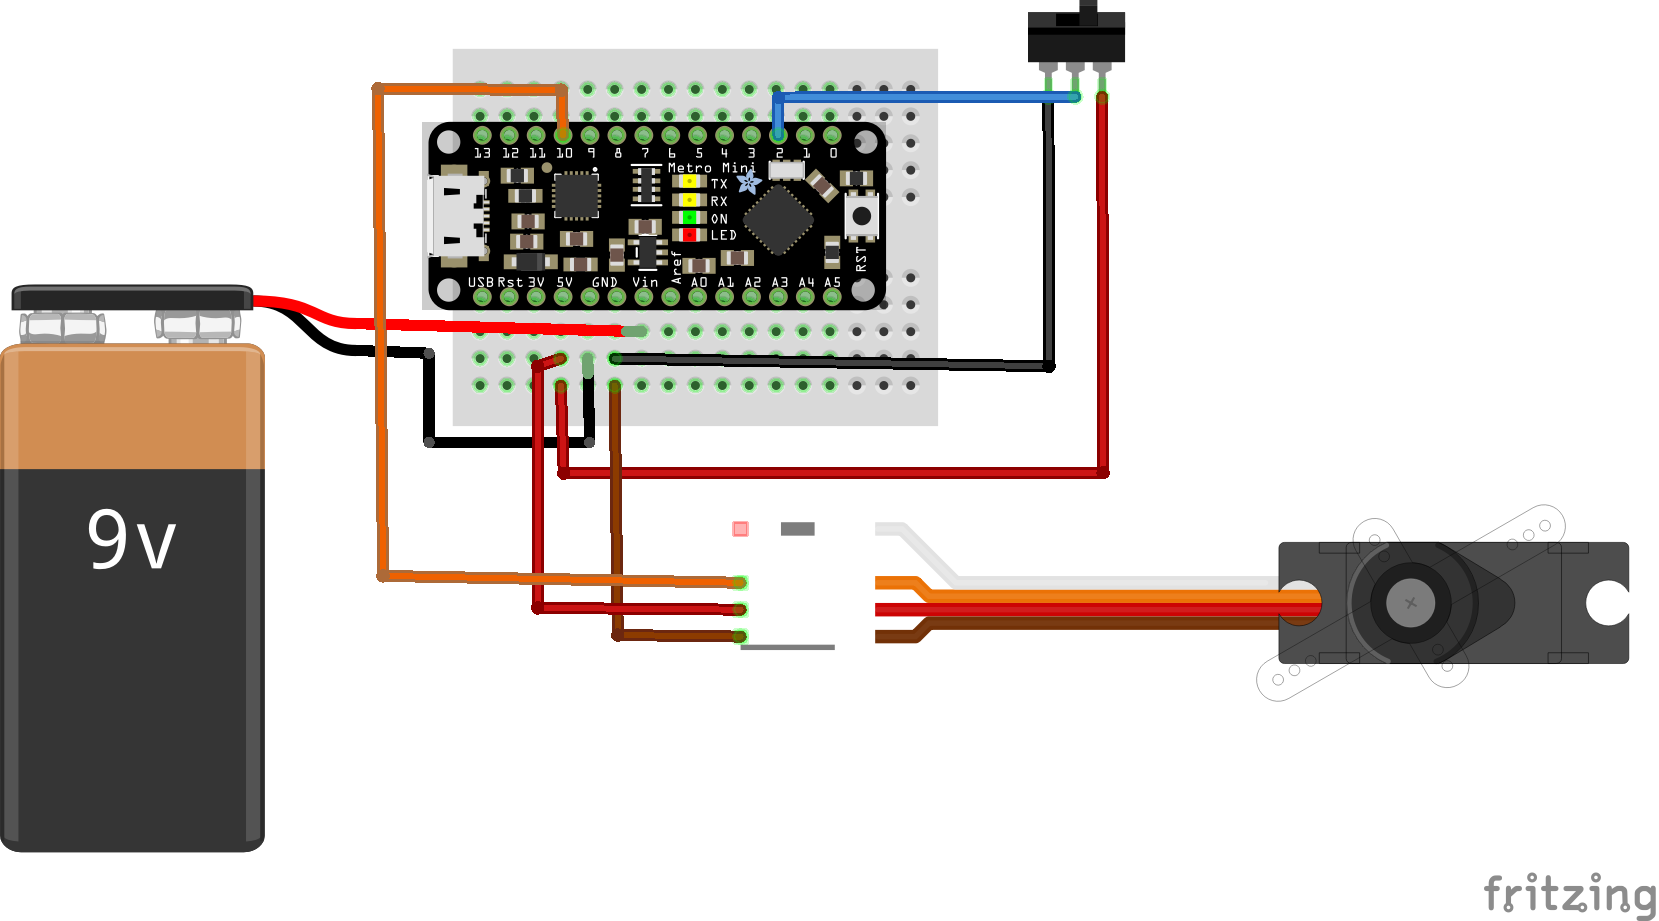 13 12 11 10 9 8 7 6 5 4 3 2 1 0
Metro Mini
TX
RX
ON
LED
RST
Aref
USB Rst 3V 5V GND Vin A0 A1 A2 A3 A4 A5
9v
fritzing